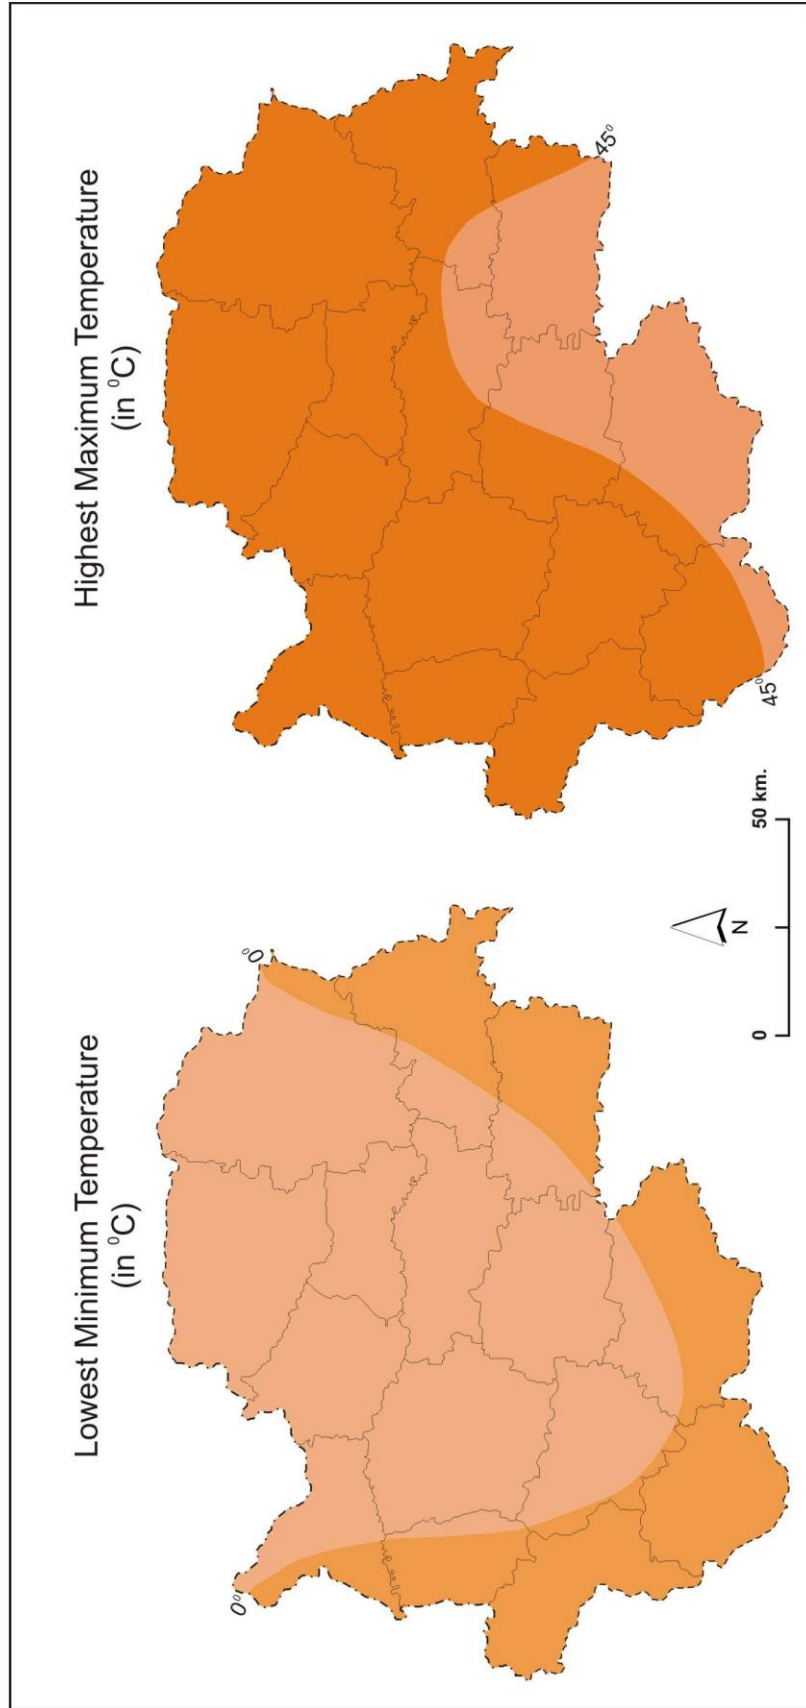 Lowest Minimum Temperature
(in ⁰C)
Highest Maximum Temperature
(in ⁰C)
0⁰
0⁰
45⁰
45⁰
N
0
50 km.